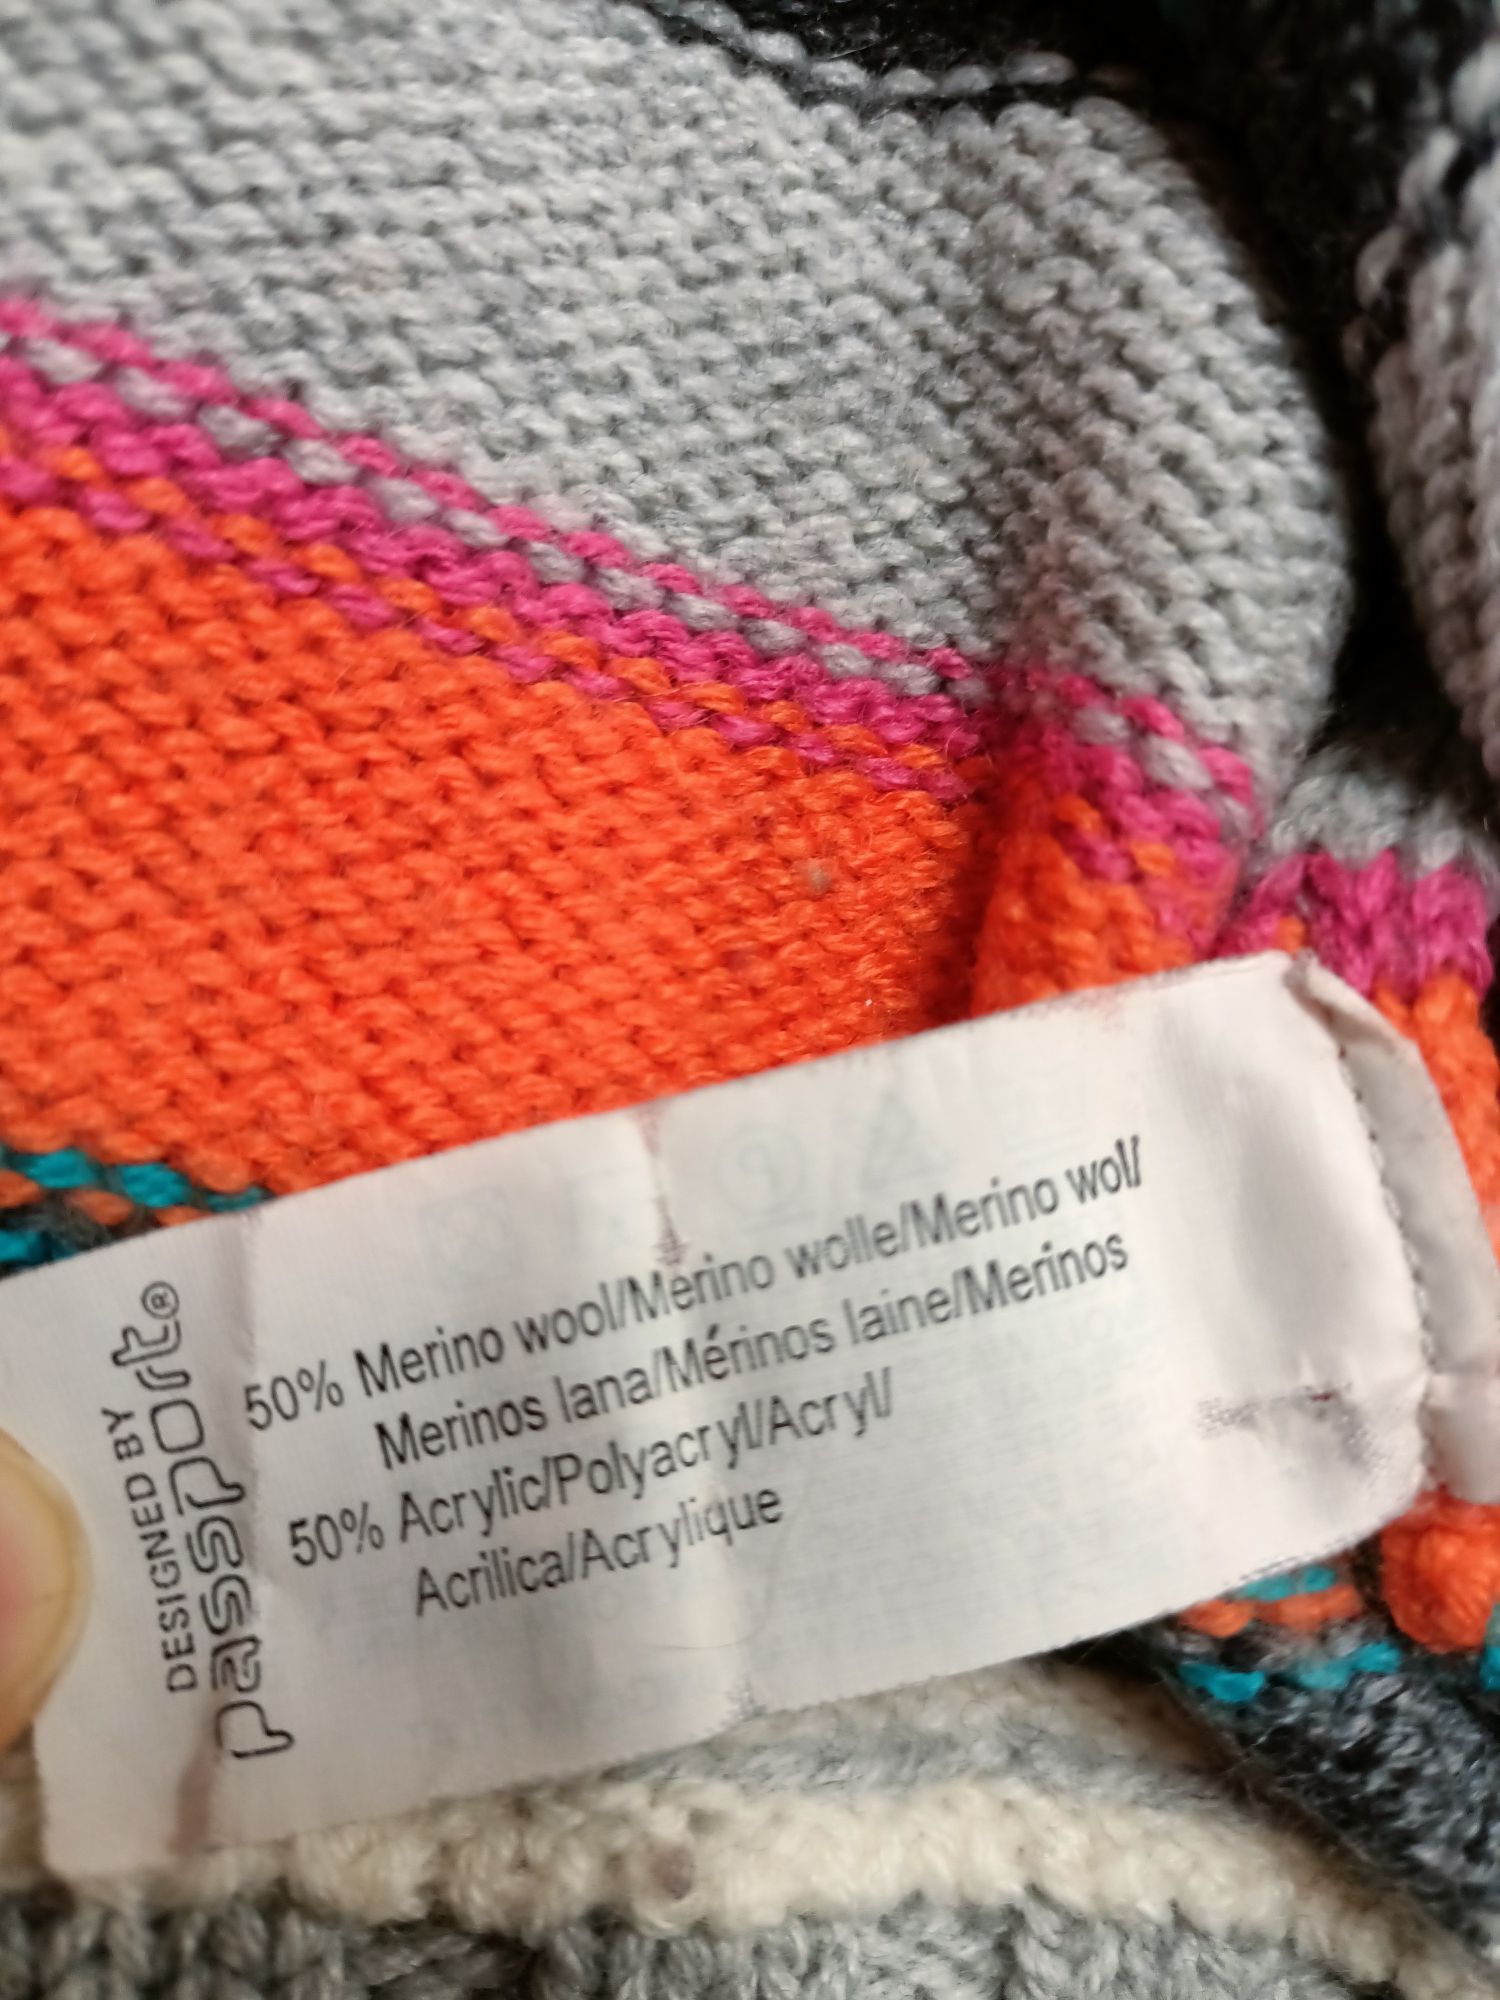 DESIGNED BY
passport®
50% Merino wool/Merino wolle/Merino wol/
Merinos lana/Mérinos laine/Merínos
50% Acrylic/Polyacryl/Acryl/
Acrilica/Acrylique